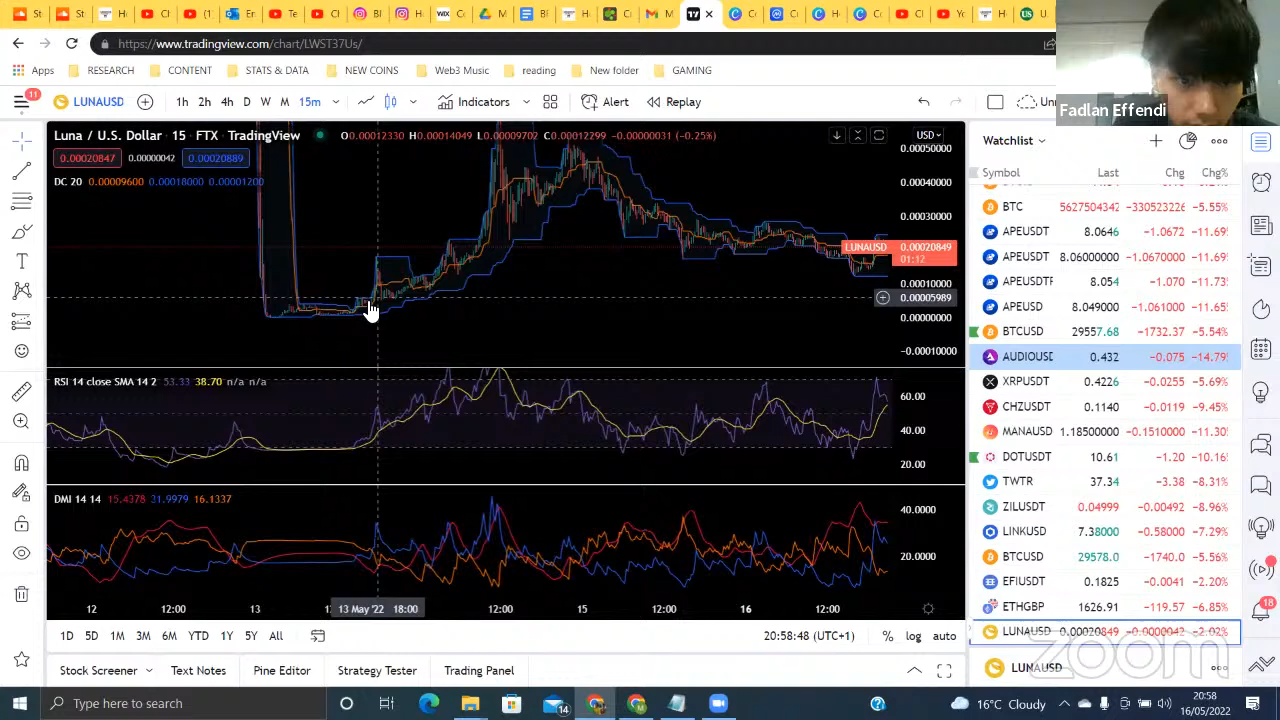 https://www.tradingview.com/chart/LWST37Us/
Apps RESEARCH CONTENT STATS & DATA NEW COINS Web3 Music reading New folder GAMING
Fadlan Effendi
11
LUNAUSD 1h 2h 4h D W M 15m Indicators Alert Replay
Luna / U.S. Dollar · 15 · FTX · TradingView O0.00012330 H0.00014049 L0.00009702 C0.00012299 -0.00000031 (-0.25%)
USD
0.00020847 0.00000042 0.00020889
DC 20 0.00009600 0.00018000 0.00001200
0.00050000
0.00040000
0.00030000
LUNAUSD 0.00020849
01:12
0.00010000
0.00005989
0.00000000
-0.00010000
RSI 14 close SMA 14 2 53.33 38.70 n/a n/a
60.00
40.00
20.00
DMI 14 14 15.4378 31.9979 16.1337
40.0000
20.0000
12 12:00 13 13 May '22 18:00 12:00 15 12:00 16 12:00
1D 5D 1M 3M 6M YTD 1Y 5Y All 20:58:48 (UTC+1) % log auto
Stock Screener Text Notes Pine Editor Strategy Tester Trading Panel
Watchlist
Symbol Last Chg Chg%
BTC 5627504342 -330523226 -5.55%
APEUSDT 8.0646 -1.0672 -11.69%
APEUSDT 8.06000000 -1.06700000 -11.69%
APEUSDTF 8.054 -1.070 -11.73%
APEUSD 8.049000 -1.061000 -11.65%
BTCUSD 29557.68 -1732.37 -5.54%
AUDIOUSD 0.432 -0.075 -14.79%
XRPUSDT 0.4226 -0.0255 -5.69%
CHZUSDT 0.1140 -0.0119 -9.45%
MANAUSD 1.18500000 -0.1510000 -11.30%
DOTUSDT 10.61 -1.20 -10.16%
TWTR 37.34 -3.38 -8.31%
ZILUSDT 0.04999 -0.00492 -8.96%
LINKUSD 7.38000 -0.58000 -7.29%
BTCUSD 29578.0 -1740.0 -5.56%
EFIUSDT 0.1825 -0.0041 -2.20%
ETHGBP 1626.91 -119.57 -6.85%
LUNAUSD 0.00020849 -0.0000042 -2.02%
LUNAUSD
zoom
18
Type here to search
14
16°C Cloudy
20:58
16/05/2022